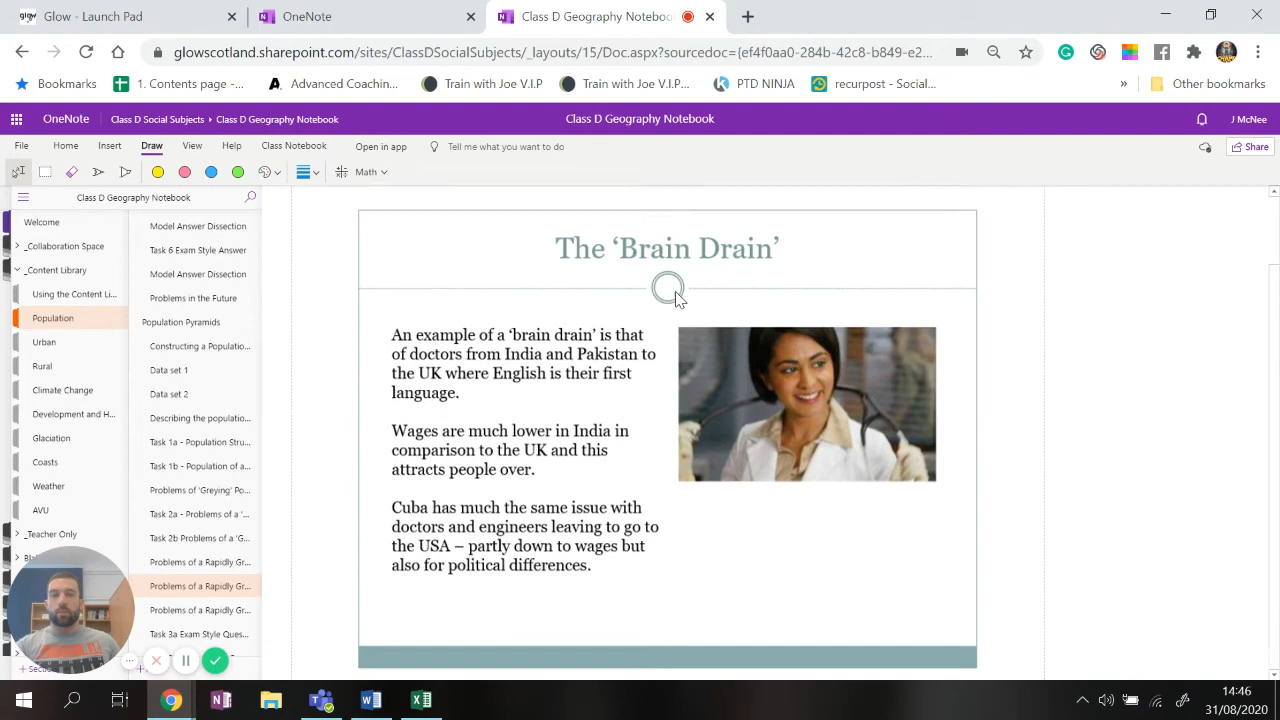 Glow - Launch Pad
OneNote
Class D Geography Notebook
glowscotland.sharepoint.com/sites/ClassDSocialSubjects/_layouts/15/Doc.aspx?sourcedoc={ef4f0aa0-284b-42c8-b849-e2...
Bookmarks
1. Contents page -...
Advanced Coachin...
Train with Joe V.I.P
Train with Joe V.I.P...
PTD NINJA
recurpost - Social...
»
Other bookmarks
OneNote
Class D Social Subjects › Class D Geography Notebook
Class D Geography Notebook
J McNee
File
Home
Insert
Draw
View
Help
Class Notebook
Open in app
Tell me what you want to do
Share
Math
Class D Geography Notebook
Welcome
_Collaboration Space
_Content Library
Using the Content Li...
Population
Urban
Rural
Climate Change
Development and H...
Glaciation
Coasts
Weather
AVU
_Teacher Only
Model Answer Dissection
Task 6 Exam Style Answer
Model Answer Dissection
Problems in the Future
Population Pyramids
Constructing a Populatio...
Data set 1
Data set 2
Describing the populatio...
Task 1a - Population Stru...
Task 1b - Population of a...
Problems of 'Greying' Po...
Task 2a - Problems of a '...
Task 2b Problems of a 'G...
Problems of a Rapidly Gr...
Problems of a Rapidly Gr...
Problems of a Rapidly Gr...
Task 3a Exam Style Ques...
The ‘Brain Drain’
An example of a ‘brain drain’ is that
of doctors from India and Pakistan to
the UK where English is their first
language.
Wages are much lower in India in
comparison to the UK and this
attracts people over.
Cuba has much the same issue with
doctors and engineers leaving to go to
the USA – partly down to wages but
also for political differences.
14:46
31/08/2020